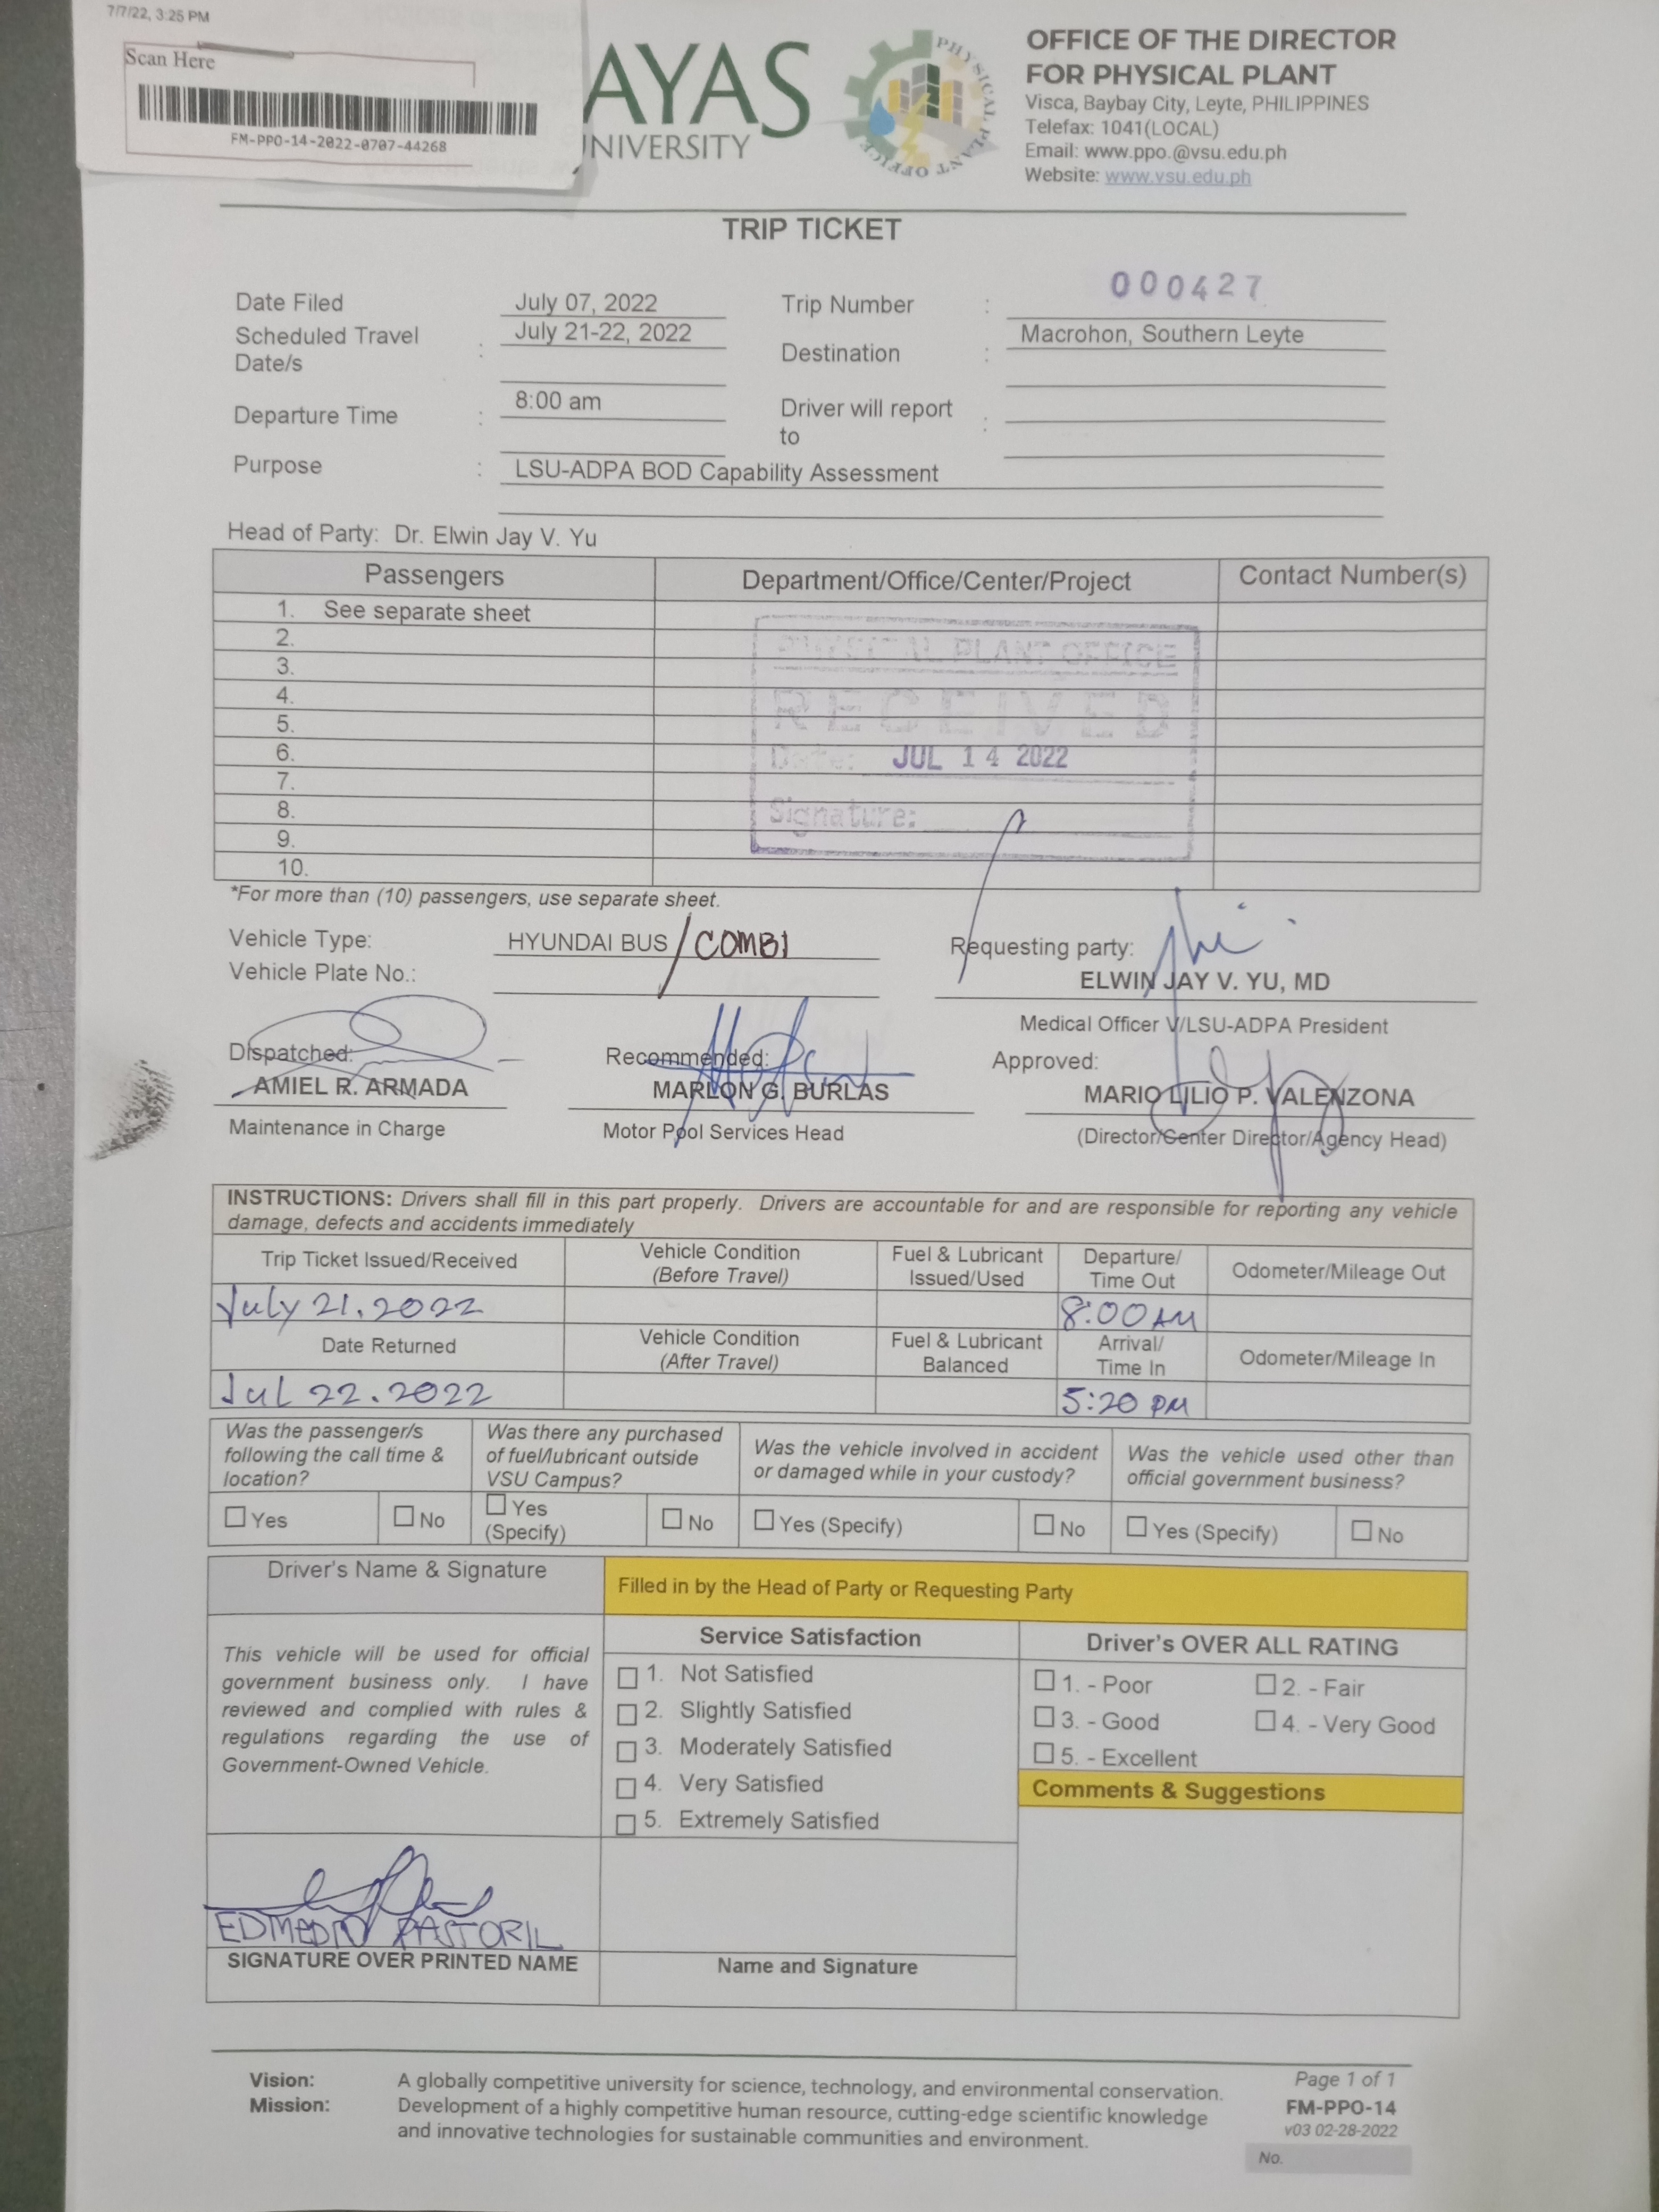 7/7/22, 3:25 PM
Scan Here
FM-PPO-14-2022-0707-44268
AYAS
UNIVERSITY
PHYSICAL PLANT OFFICE
OFFICE OF THE DIRECTOR
FOR PHYSICAL PLANT
Visca, Baybay City, Leyte, PHILIPPINES
Telefax: 1041(LOCAL)
Email: www.ppo.@vsu.edu.ph
Website: www.vsu.edu.ph
TRIP TICKET
000427
Date Filed July 07, 2022 Trip Number :
Scheduled Travel Date/s : July 21-22, 2022 Destination : Macrohon, Southern Leyte
Departure Time : 8:00 am Driver will report to :
Purpose : LSU-ADPA BOD Capability Assessment
Head of Party: Dr. Elwin Jay V. Yu
Passengers Department/Office/Center/Project Contact Number(s)
1. See separate sheet
2.
3.
4.
5.
6.
7.
8.
9.
10.
PHYSICAL PLANT OFFICE
RECEIVED
Date: JUL 14 2022
Signature:
*For more than (10) passengers, use separate sheet.
Vehicle Type: HYUNDAI BUS / COMBI Requesting party:
Vehicle Plate No.: ELWIN JAY V. YU, MD
Medical Officer V/LSU-ADPA President
Dispatched: Recommended: Approved:
AMIEL R. ARMADA MARLON G. BURLAS MARIO LILIO P. VALENZONA
Maintenance in Charge Motor Pool Services Head (Director/Center Director/Agency Head)
INSTRUCTIONS: Drivers shall fill in this part properly. Drivers are accountable for and are responsible for reporting any vehicle
damage, defects and accidents immediately
Trip Ticket Issued/Received Vehicle Condition (Before Travel) Fuel & Lubricant Issued/Used Departure/ Time Out Odometer/Mileage Out
July 21.2022 8:00 AM
Date Returned Vehicle Condition (After Travel) Fuel & Lubricant Balanced Arrival/ Time In Odometer/Mileage In
Jul 22.2022 5:20 PM
Was the passenger/s following the call time & location? Was there any purchased of fuel/lubricant outside VSU Campus? Was the vehicle involved in accident or damaged while in your custody? Was the vehicle used other than official government business?
☐ Yes ☐ No ☐ Yes (Specify) ☐ No ☐ Yes (Specify) ☐ No ☐ Yes (Specify) ☐ No
Driver's Name & Signature
Filled in by the Head of Party or Requesting Party
This vehicle will be used for official
government business only. I have
reviewed and complied with rules &
regulations regarding the use of
Government-Owned Vehicle.
Service Satisfaction
☐ 1. Not Satisfied
☐ 2. Slightly Satisfied
☐ 3. Moderately Satisfied
☐ 4. Very Satisfied
☐ 5. Extremely Satisfied
Driver's OVER ALL RATING
☐ 1. - Poor ☐ 2. - Fair
☐ 3. - Good ☐ 4. - Very Good
☐ 5. - Excellent
Comments & Suggestions
PASTORIL
SIGNATURE OVER PRINTED NAME
Name and Signature
Vision: A globally competitive university for science, technology, and environmental conservation.
Mission: Development of a highly competitive human resource, cutting-edge scientific knowledge
and innovative technologies for sustainable communities and environment.
Page 1 of 1
FM-PPO-14
v03 02-28-2022
No.